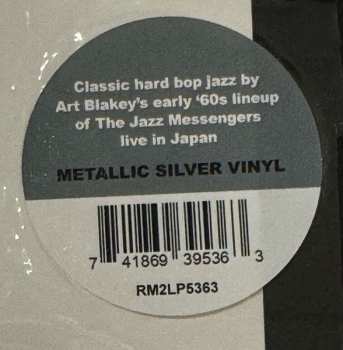 Classic hard bop jazz by
Art Blakey's early '60s lineup
of The Jazz Messengers
live in Japan
METALLIC SILVER VINYL
7 41869 39536 3
RM2LP5363